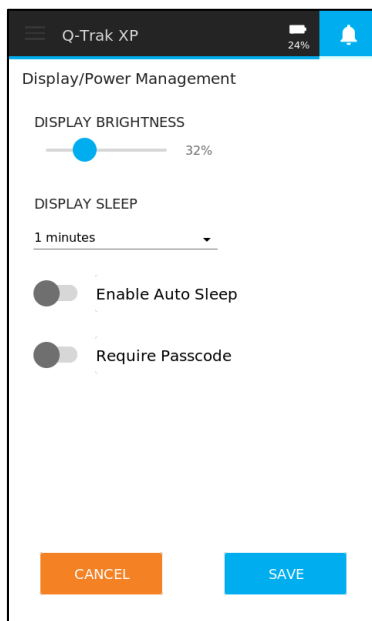 Q-Trak XP
24%
Display/Power Management
DISPLAY BRIGHTNESS
32%
DISPLAY SLEEP
1 minutes
Enable Auto Sleep
Require Passcode
CANCEL SAVE